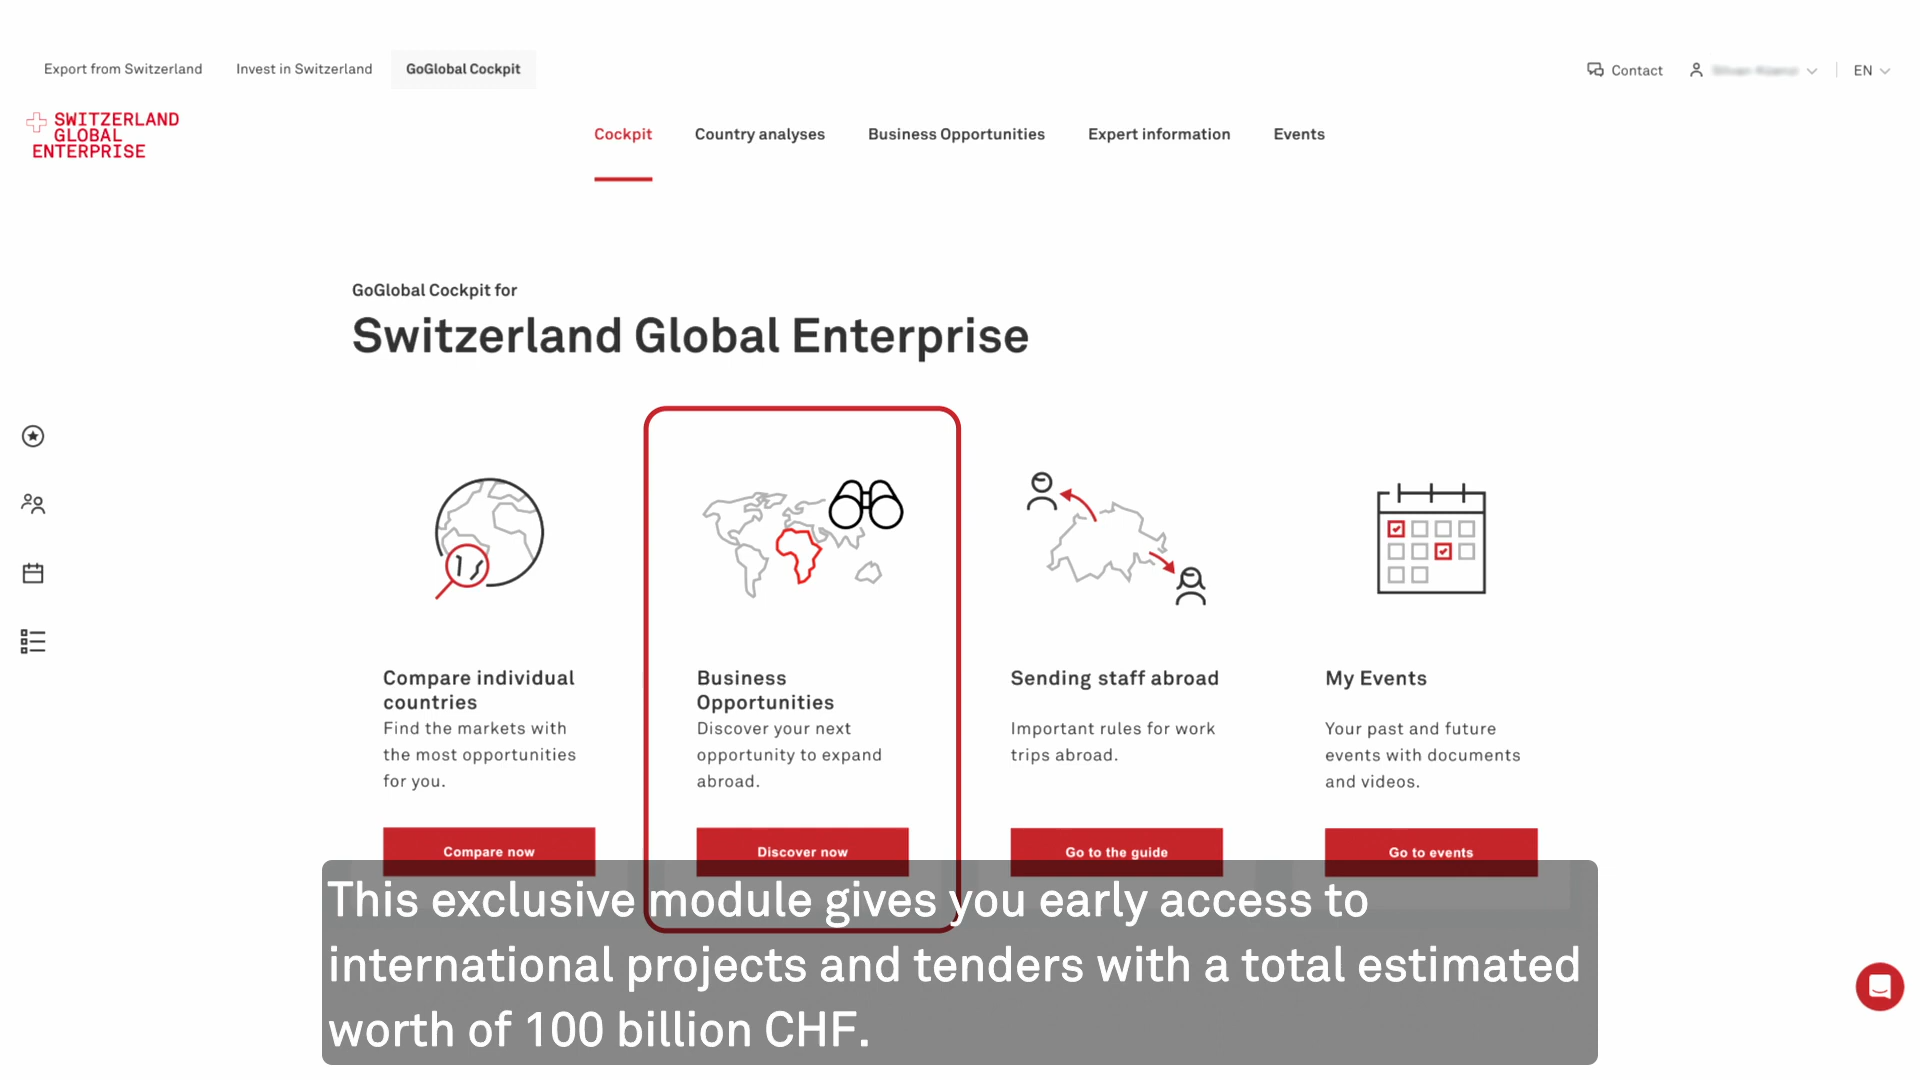 Export from Switzerland
Invest in Switzerland
GoGlobal Cockpit
Contact
EN
SWITZERLAND
GLOBAL
ENTERPRISE
Cockpit
Country analyses
Business Opportunities
Expert information
Events
GoGlobal Cockpit for
Switzerland Global Enterprise
Compare individual
countries
Find the markets with
the most opportunities
for you.
Compare now
Business
Opportunities
Discover your next
opportunity to expand
abroad.
Discover now
Sending staff abroad
Important rules for work
trips abroad.
Go to the guide
My Events
Your past and future
events with documents
and videos.
Go to events
This exclusive module gives you early access to
international projects and tenders with a total estimated
worth of 100 billion CHF.